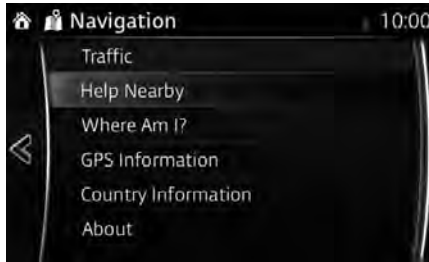 Navigation 10:00
Traffic
Help Nearby
Where Am I?
GPS Information
Country Information
About